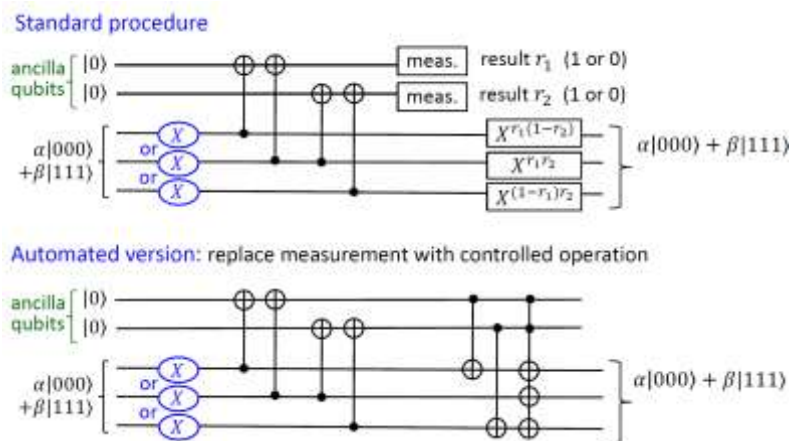 Standard procedure
ancilla qubits
|0⟩
|0⟩
meas. result r₁ (1 or 0)
meas. result r₂ (1 or 0)
α|000⟩
+β|111⟩
X
or
X
or
X
X^{r₁(1−r₂)}
X^{r₁r₂}
X^{(1−r₁)r₂}
α|000⟩ + β|111⟩
Automated version: replace measurement with controlled operation
ancilla qubits
|0⟩
|0⟩
α|000⟩
+β|111⟩
X
or
X
or
X
α|000⟩ + β|111⟩